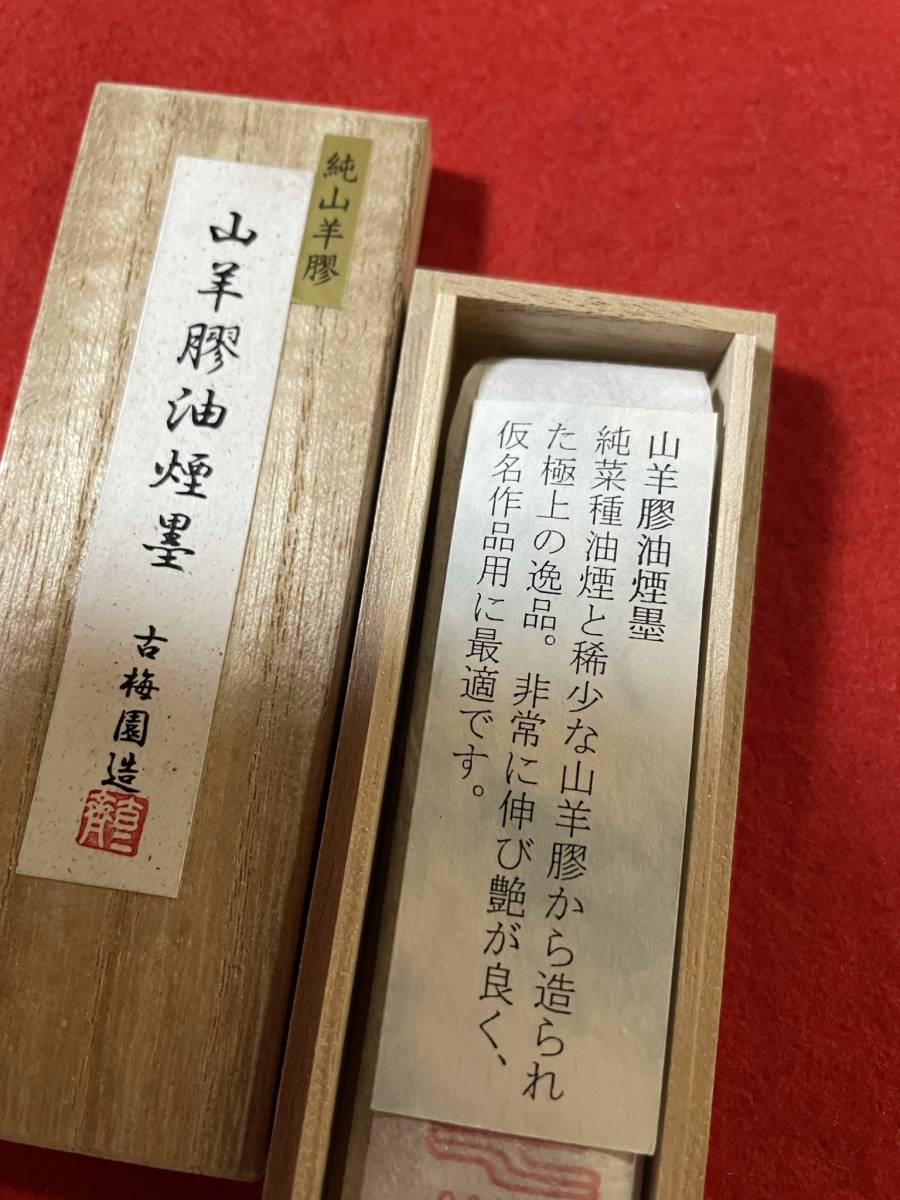 純山羊膠
山羊膠油煙墨
古梅園造
山羊膠油煙墨
純菜種油煙と稀少な山羊膠から造られ
た極上の逸品。非常に伸び艶が良く、
仮名作品用に最適です。